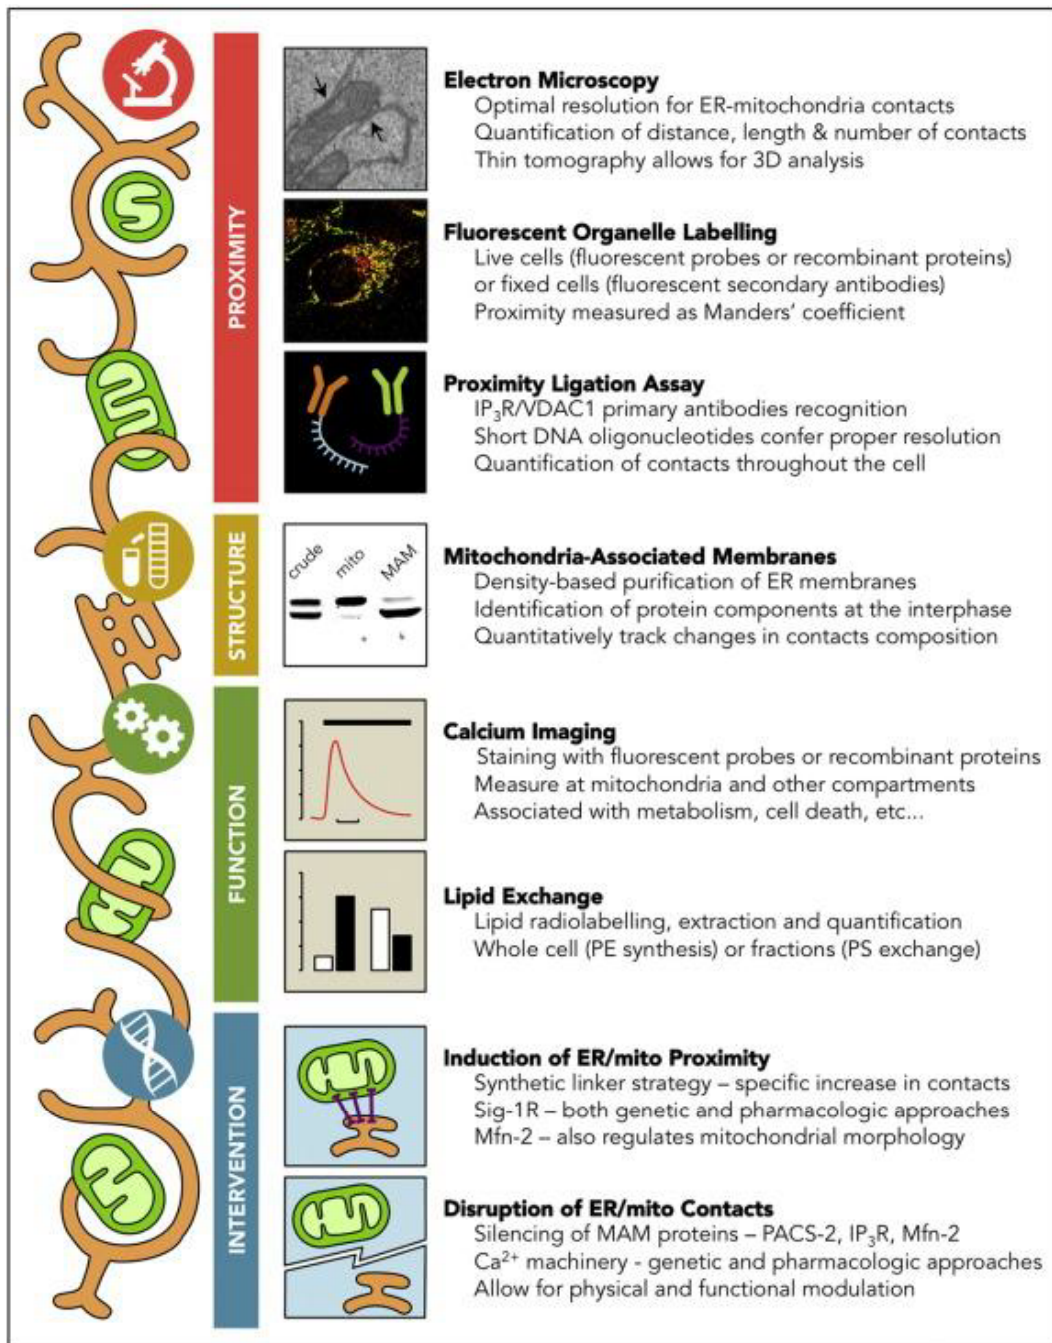 PROXIMITY
Electron Microscopy
Optimal resolution for ER-mitochondria contacts
Quantification of distance, length & number of contacts
Thin tomography allows for 3D analysis
Fluorescent Organelle Labelling
Live cells (fluorescent probes or recombinant proteins)
or fixed cells (fluorescent secondary antibodies)
Proximity measured as Manders’ coefficient
Proximity Ligation Assay
IP₃R/VDAC1 primary antibodies recognition
Short DNA oligonucleotides confer proper resolution
Quantification of contacts throughout the cell
STRUCTURE
crude mito MAM
Mitochondria-Associated Membranes
Density-based purification of ER membranes
Identification of protein components at the interphase
Quantitatively track changes in contacts composition
FUNCTION
Calcium Imaging
Staining with fluorescent probes or recombinant proteins
Measure at mitochondria and other compartments
Associated with metabolism, cell death, etc...
Lipid Exchange
Lipid radiolabelling, extraction and quantification
Whole cell (PE synthesis) or fractions (PS exchange)
INTERVENTION
Induction of ER/mito Proximity
Synthetic linker strategy – specific increase in contacts
Sig-1R – both genetic and pharmacologic approaches
Mfn-2 – also regulates mitochondrial morphology
Disruption of ER/mito Contacts
Silencing of MAM proteins – PACS-2, IP₃R, Mfn-2
Ca²⁺ machinery - genetic and pharmacologic approaches
Allow for physical and functional modulation